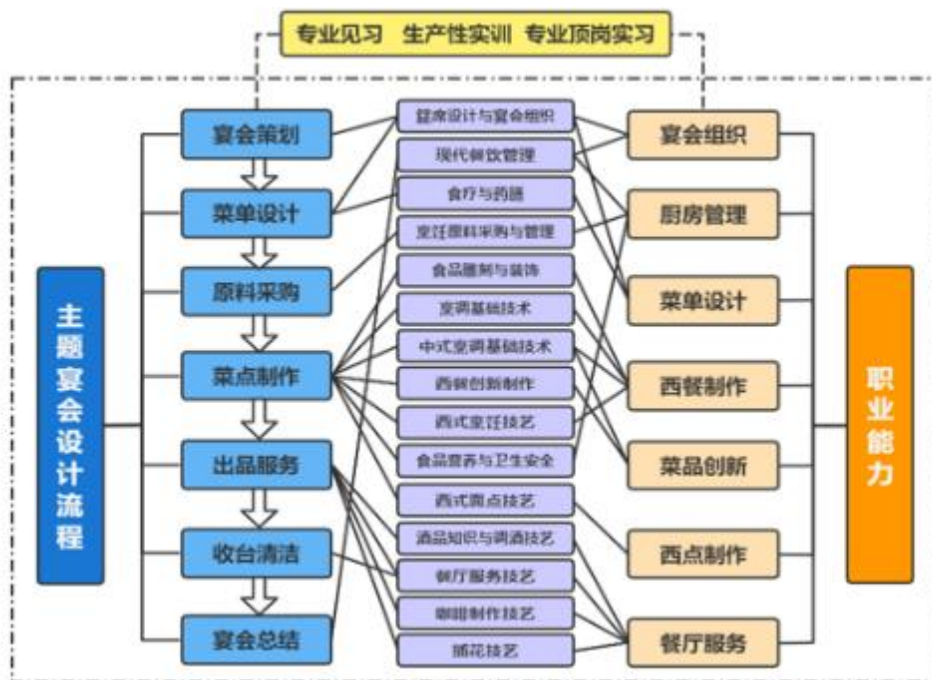 专业见习 生产性实训 专业顶岗实习
主题宴会设计流程
宴会策划
菜单设计
原料采购
菜点制作
出品服务
收台清洁
宴会总结
筵席设计与宴会组织
现代餐饮管理
食疗与药膳
烹饪原料采购与管理
食品雕刻与装饰
烹调基础技术
中式烹调基础技术
西餐创新制作
西式烹饪技艺
食品营养与卫生安全
西式面点技艺
酒品知识与调酒技艺
餐厅服务技艺
咖啡制作技艺
插花技艺
宴会组织
厨房管理
菜单设计
西餐制作
菜品创新
西点制作
餐厅服务
职业能力